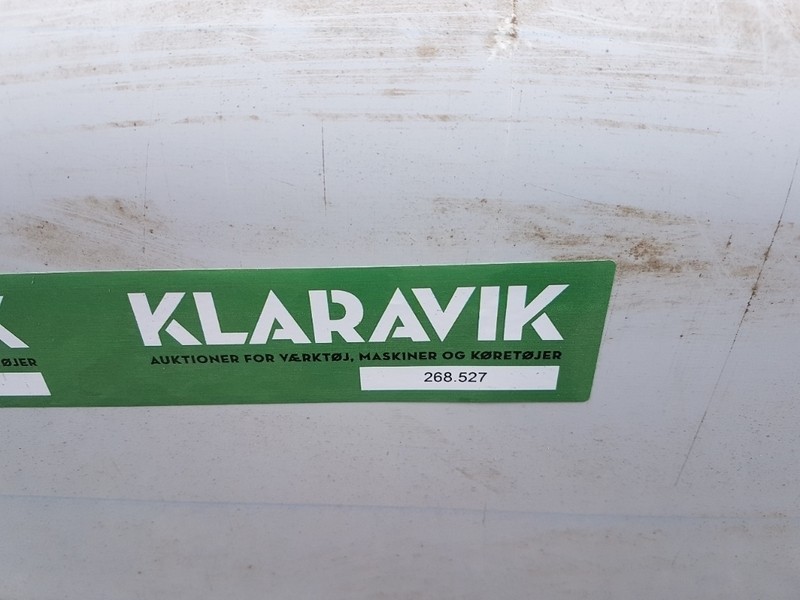 KLARAVIK
AUKTIONER FOR VÆRKTØJ, MASKINER OG KØRETØJER
268.527